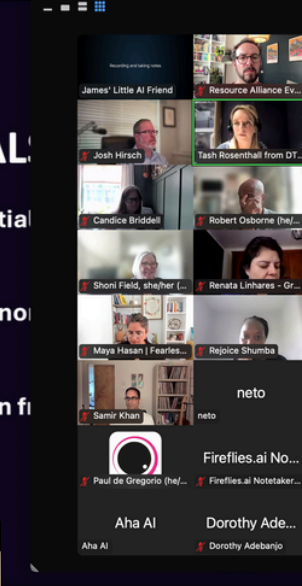 AL
tial
Recording and taking notes
James' Little AI Friend
Resource Alliance Ev...
Josh Hirsch
Tash Rosenthall from DT...
Candice Briddell
Robert Osborne (he/...
no
Shoni Field, she/her (...
Renata Linhares - Gr...
Maya Hasan | Fearles...
Rejoice Shumba
n fr
Samir Khan
neto
neto
Paul de Gregorio (he/...
Fireflies.ai No...
Fireflies.ai Notetaker...
Aha AI
Aha AI
Dorothy Ade...
Dorothy Adebanjo